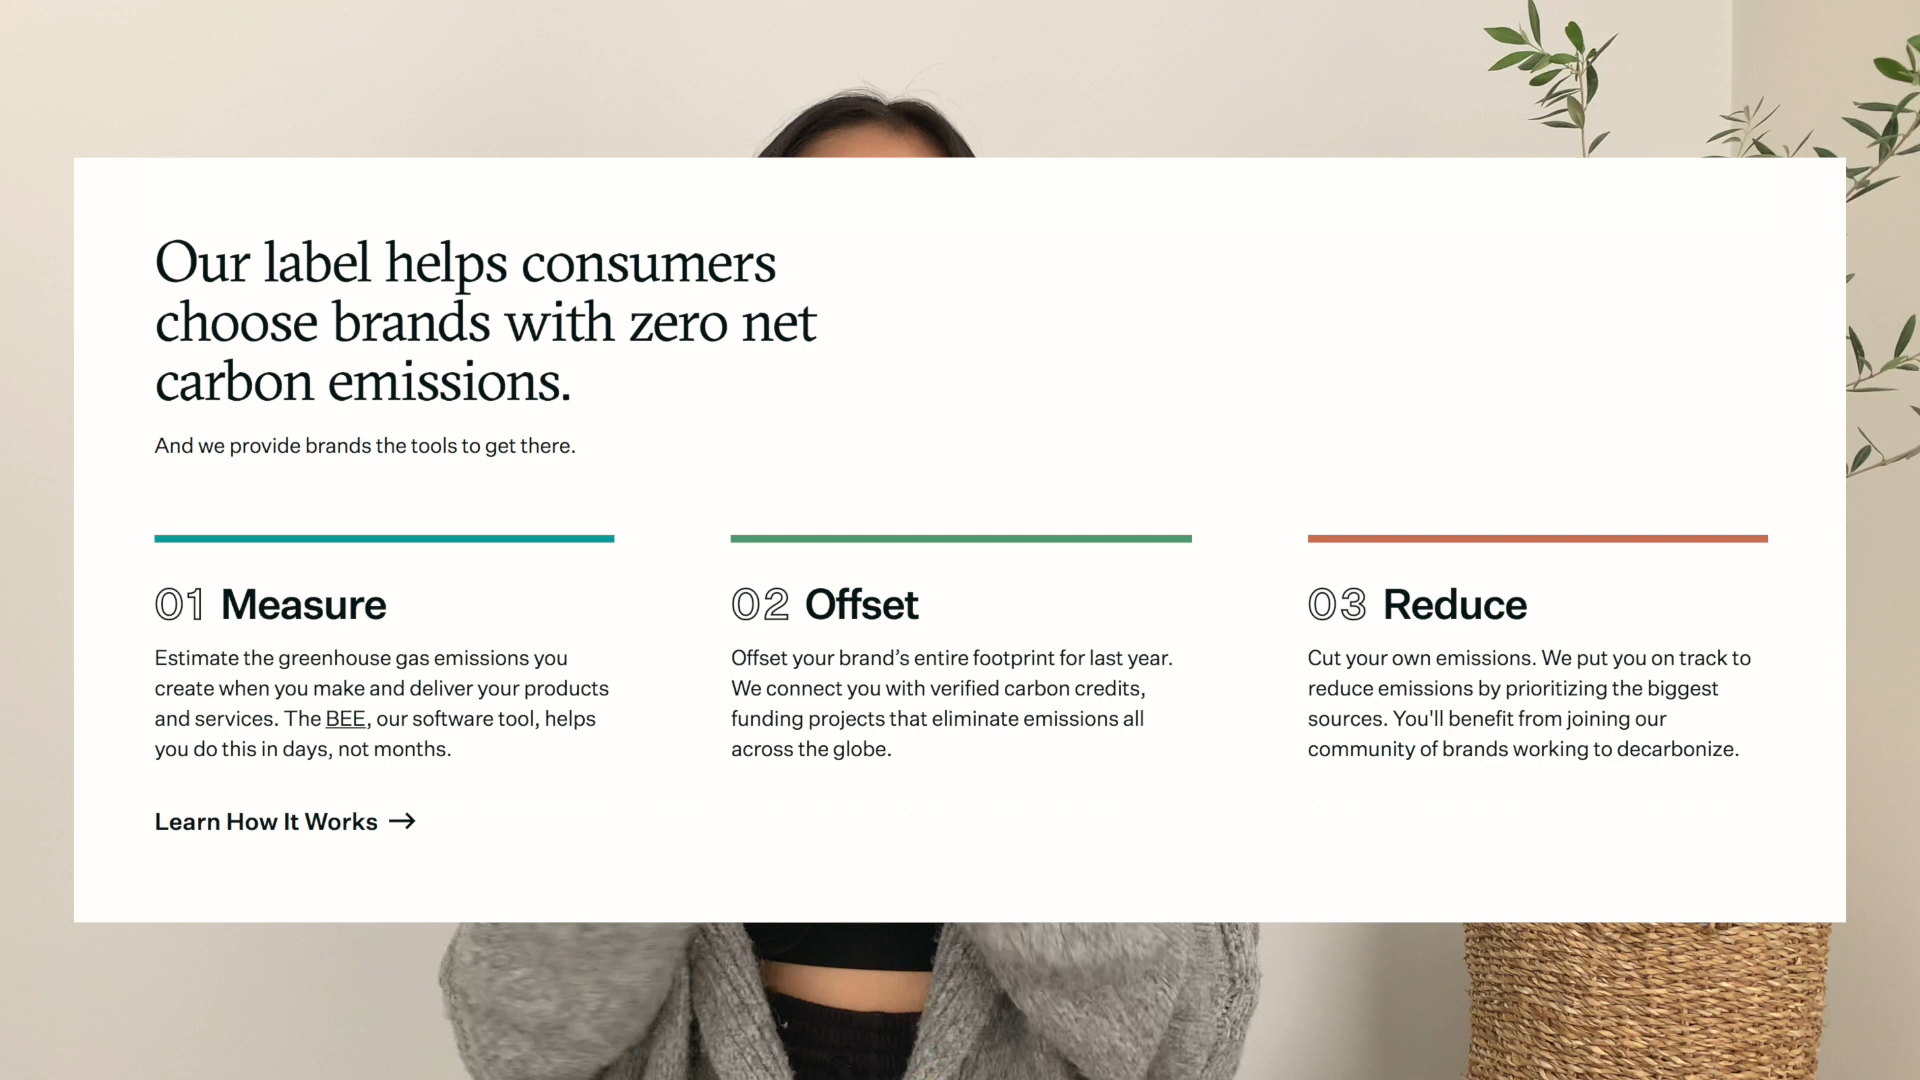 Our label helps consumers
choose brands with zero net
carbon emissions.
And we provide brands the tools to get there.
01 Measure
Estimate the greenhouse gas emissions you
create when you make and deliver your products
and services. The BEE, our software tool, helps
you do this in days, not months.
Learn How It Works →
02 Offset
Offset your brand’s entire footprint for last year.
We connect you with verified carbon credits,
funding projects that eliminate emissions all
across the globe.
03 Reduce
Cut your own emissions. We put you on track to
reduce emissions by prioritizing the biggest
sources. You'll benefit from joining our
community of brands working to decarbonize.